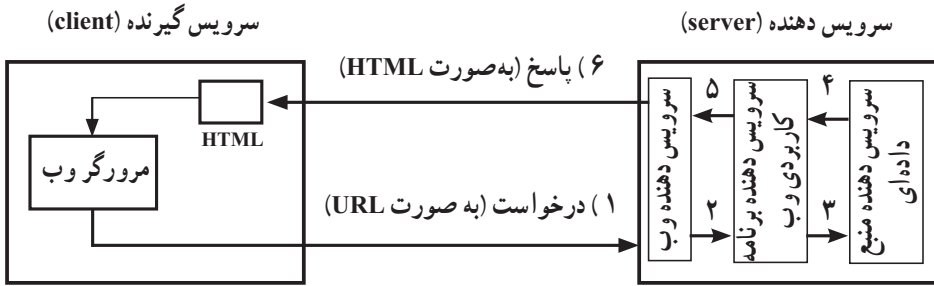 سرویس دهنده (server)
سرویس گیرنده (client)
۶ ) پاسخ (به‌صورت HTML)
HTML
مرورگر وب
۱ ) درخواست (به صورت URL)
سرویس دهنده وب
۵
۲
سرویس دهنده برنامه
کاربردی وب
۴
۳
سرویس دهنده منبع
داده‌ای